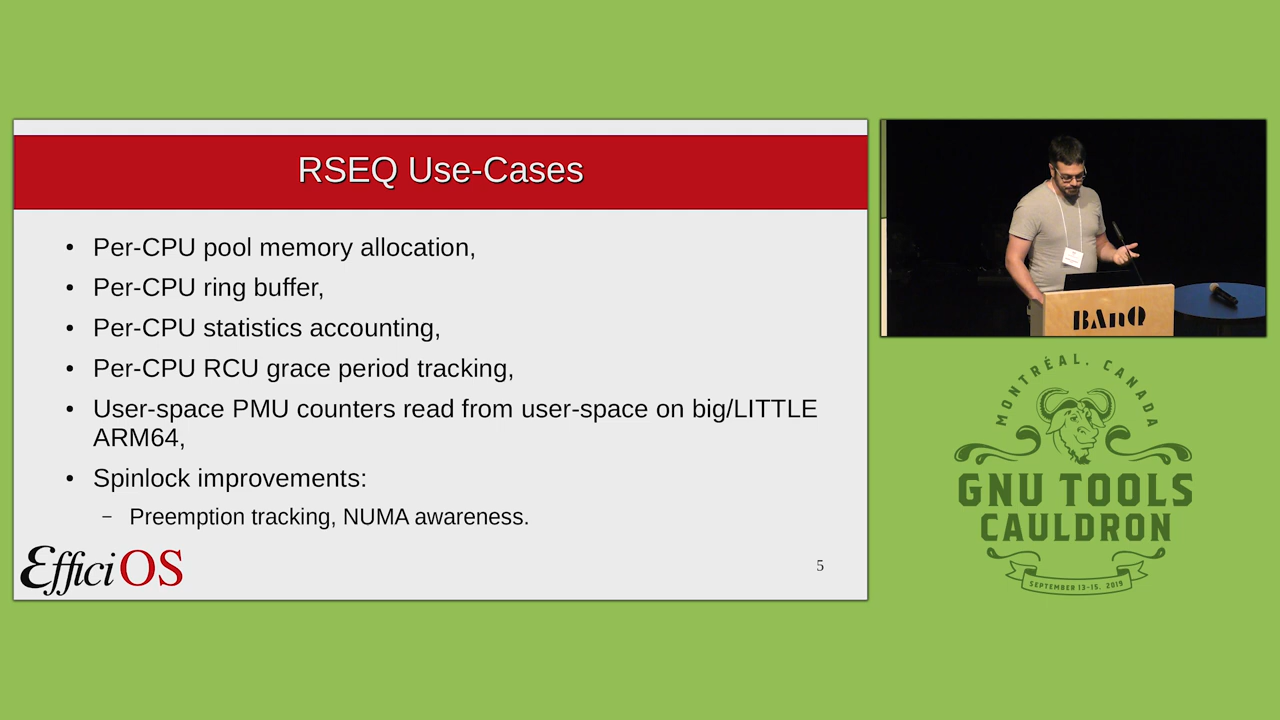 RSEQ Use-Cases
• Per-CPU pool memory allocation,
• Per-CPU ring buffer,
• Per-CPU statistics accounting,
• Per-CPU RCU grace period tracking,
• User-space PMU counters read from user-space on big/LITTLE
ARM64,
• Spinlock improvements:
– Preemption tracking, NUMA awareness.
EfficiOS
5
BAnQ
MONTRÉAL, CANADA
GNU TOOLS
CAULDRON
SEPTEMBER 13-15, 2019